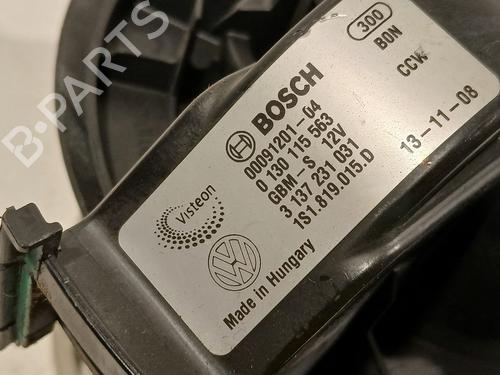 300
BON
CCW
BOSCH
00091201-04
0 130 115 563
GBM-S 12V
3 137 231 031
1S1.819.015.D
13-11-08
Visteon
Made in Hungary
B-PARTS